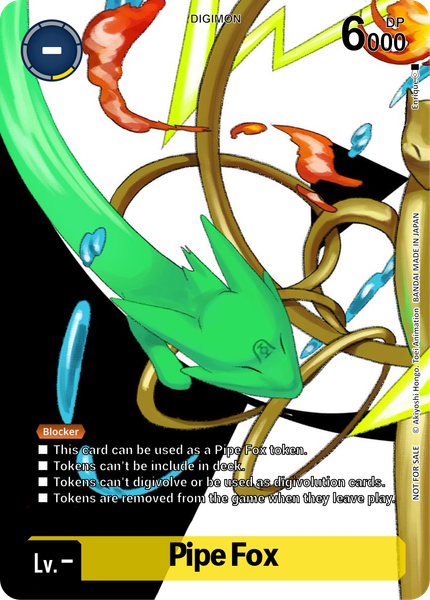 DIGIMON
-
DP
6000
Enrique
Blocker
■ This card can be used as a Pipe Fox token.
■ Tokens can't be include in deck.
■ Tokens can't digivolve or be used as digivolution cards.
■ Tokens are removed from the game when they leave play.
NOT FOR SALE © Akiyoshi Hongo, Toei Animation BANDAI MADE IN JAPAN
Lv.-
Pipe Fox